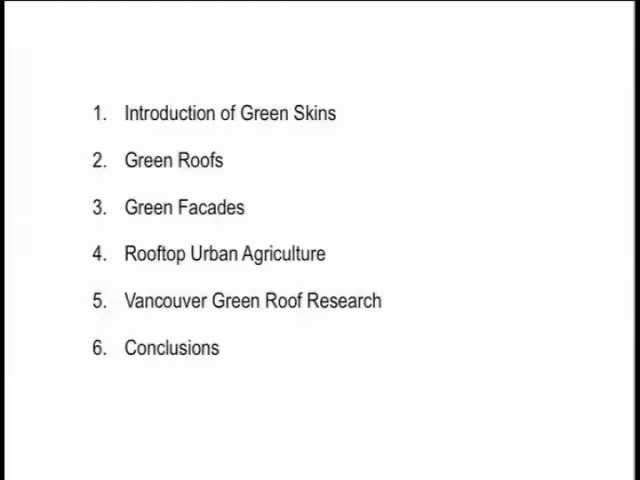 1. Introduction of Green Skins
2. Green Roofs
3. Green Facades
4. Rooftop Urban Agriculture
5. Vancouver Green Roof Research
6. Conclusions